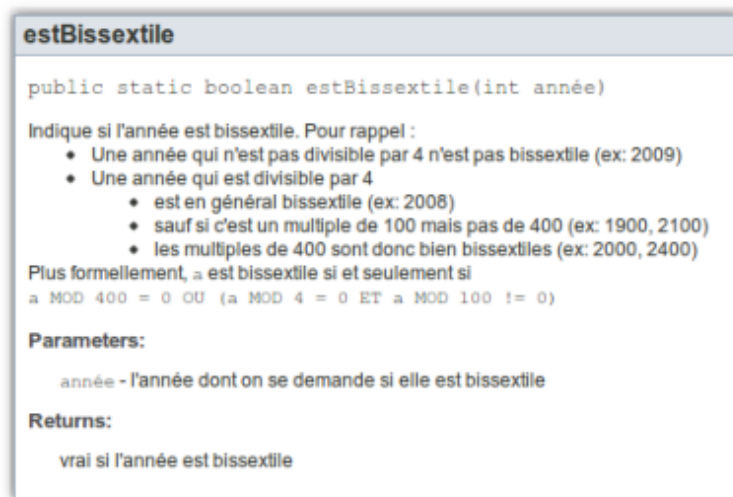 estBissextile
public static boolean estBissextile(int année)
Indique si l'année est bissextile. Pour rappel :
• Une année qui n'est pas divisible par 4 n'est pas bissextile (ex: 2009)
• Une année qui est divisible par 4
• est en général bissextile (ex: 2008)
• sauf si c'est un multiple de 100 mais pas de 400 (ex: 1900, 2100)
• les multiples de 400 sont donc bien bissextiles (ex: 2000, 2400)
Plus formellement, a est bissextile si et seulement si
a MOD 400 = 0 OU (a MOD 4 = 0 ET a MOD 100 != 0)
Parameters:
année - l'année dont on se demande si elle est bissextile
Returns:
vrai si l'année est bissextile